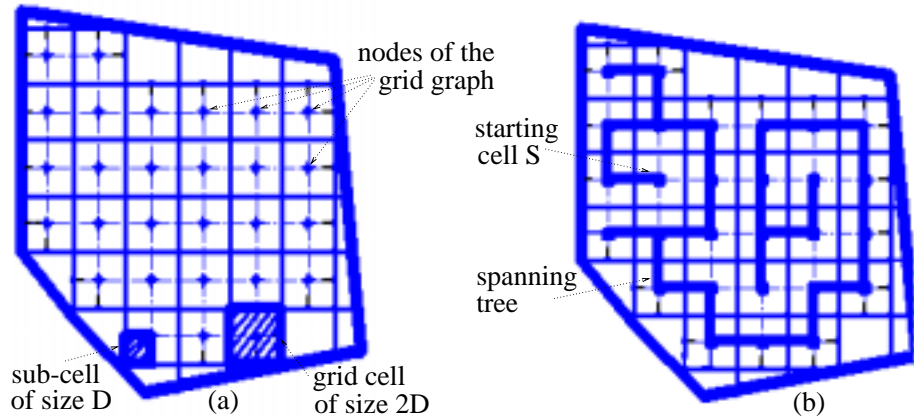 nodes of the
grid graph
sub-cell
of size D
(a)
grid cell
of size 2D
starting
cell S
spanning
tree
(b)